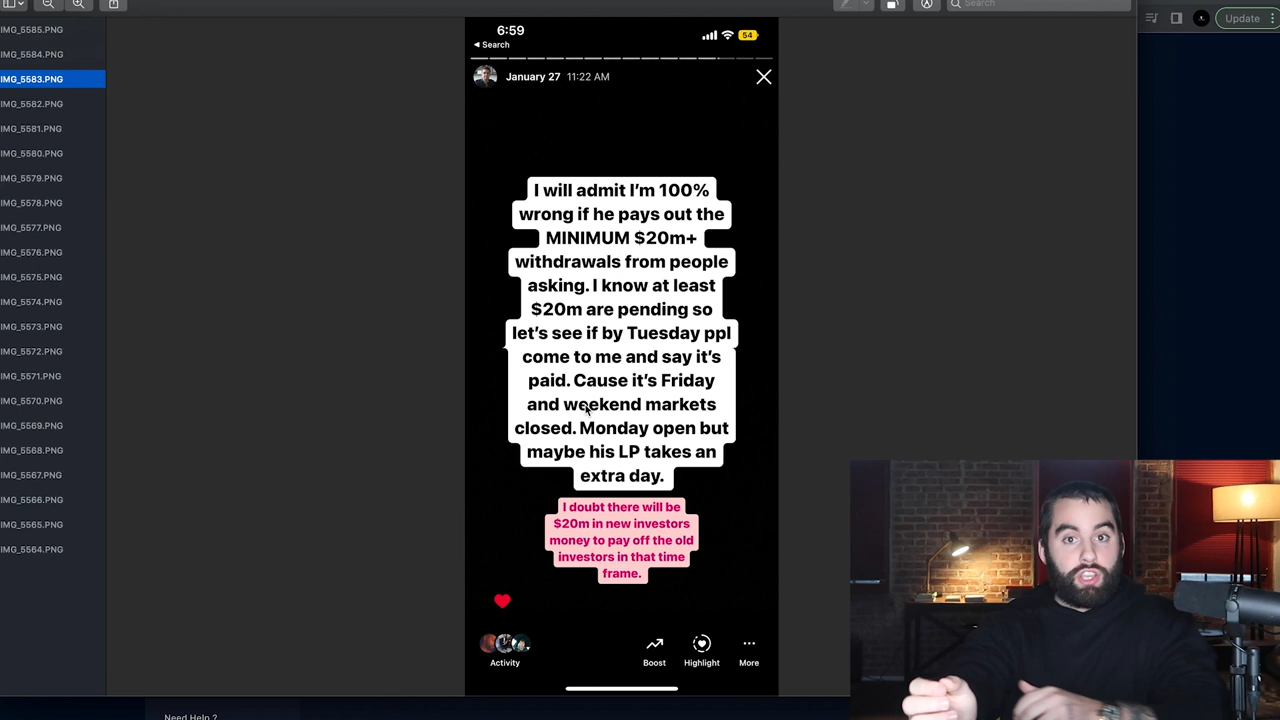 Search
Update
IMG_5585.PNG
IMG_5584.PNG
IMG_5583.PNG
IMG_5582.PNG
IMG_5581.PNG
IMG_5580.PNG
IMG_5579.PNG
IMG_5578.PNG
IMG_5577.PNG
IMG_5576.PNG
IMG_5575.PNG
IMG_5574.PNG
IMG_5573.PNG
IMG_5572.PNG
IMG_5571.PNG
IMG_5570.PNG
IMG_5569.PNG
IMG_5568.PNG
IMG_5567.PNG
IMG_5566.PNG
IMG_5565.PNG
IMG_5564.PNG
6:59
54
Search
January 27 11:22 AM
I will admit I'm 100%
wrong if he pays out the
MINIMUM $20m+
withdrawals from people
asking. I know at least
$20m are pending so
let's see if by Tuesday ppl
come to me and say it's
paid. Cause it's Friday
and weekend markets
closed. Monday open but
maybe his LP takes an
extra day.
I doubt there will be
$20m in new investors
money to pay off the old
investors in that time
frame.
Activity
Boost
Highlight
More
Need Help ?